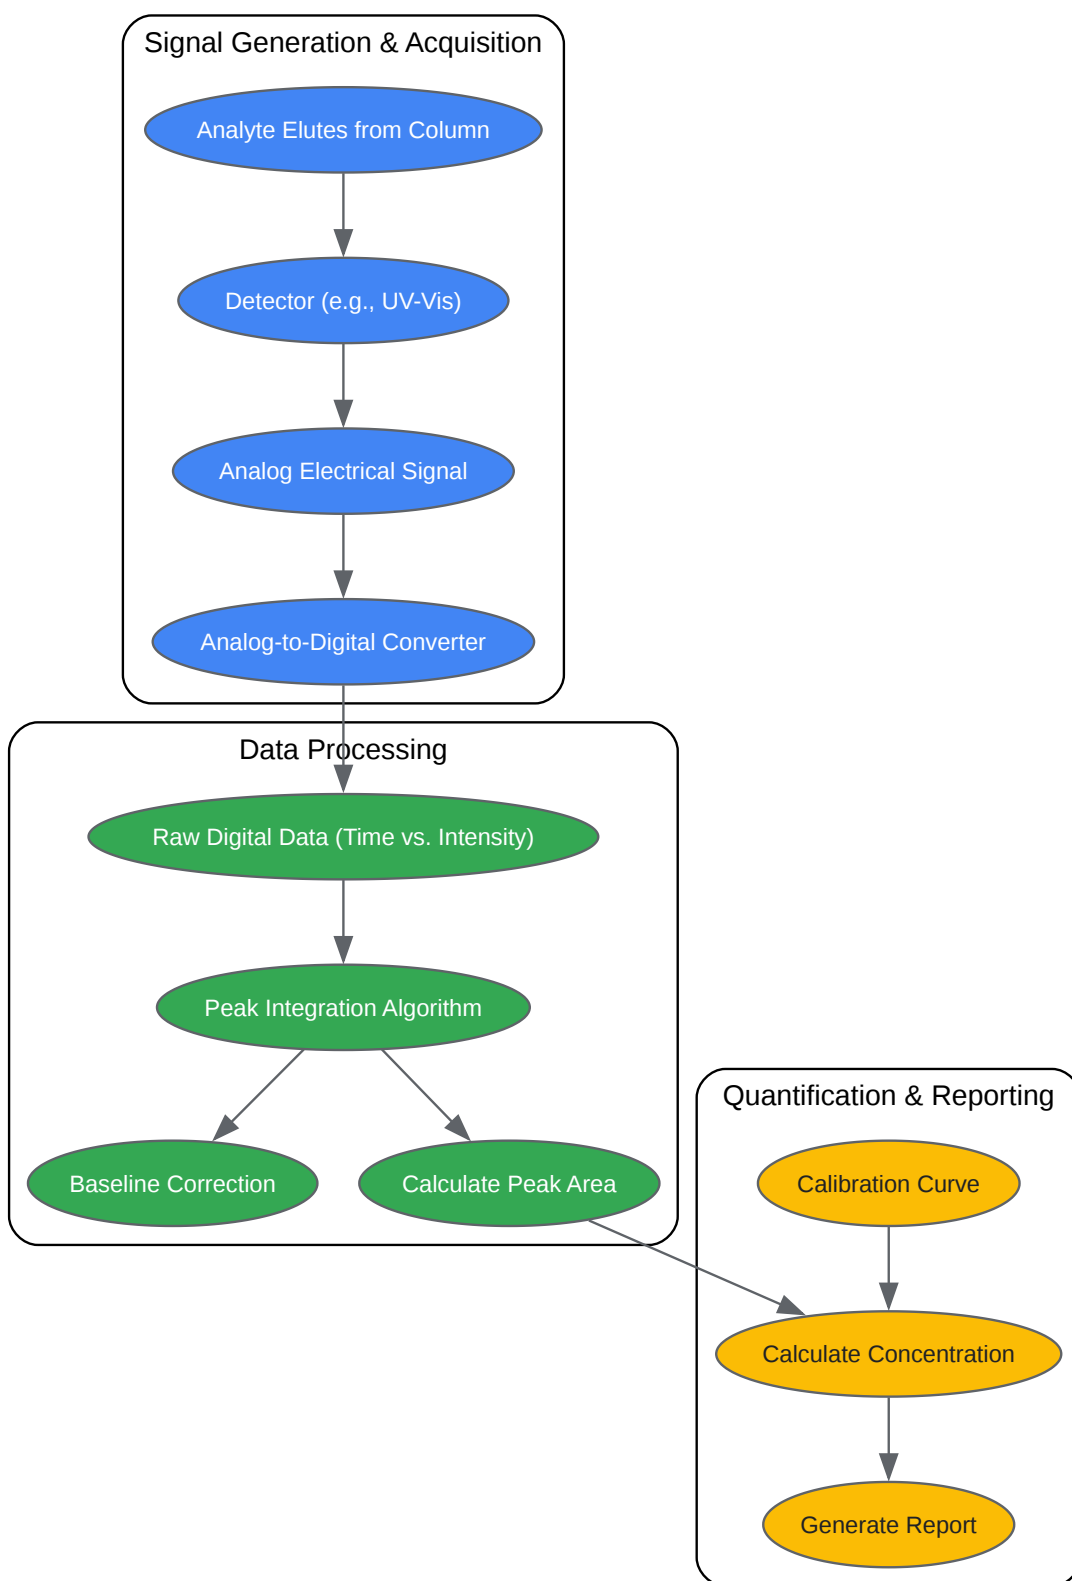 Signal Generation & Acquisition
Analyte Elutes from Column
Detector (e.g., UV-Vis)
Analog Electrical Signal
Analog-to-Digital Converter
Data Processing
Raw Digital Data (Time vs. Intensity)
Peak Integration Algorithm
Baseline Correction
Calculate Peak Area
Quantification & Reporting
Calibration Curve
Calculate Concentration
Generate Report